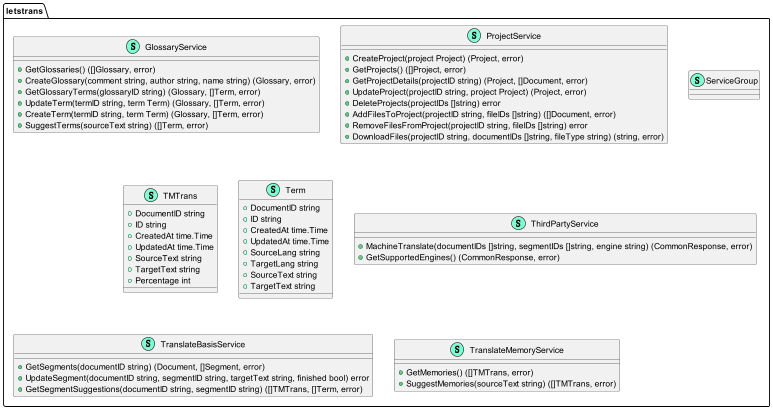 letstrans
S GlossaryService
GetGlossaries() ([]Glossary, error)
CreateGlossary(comment string, author string, name string) (Glossary, error)
GetGlossaryTerms(glossaryID string) (Glossary, []Term, error)
UpdateTerm(termID string, term Term) (Glossary, []Term, error)
CreateTerm(termID string, term Term) (Glossary, []Term, error)
SuggestTerms(sourceText string) ([]Term, error)
S ProjectService
CreateProject(project Project) (Project, error)
GetProjects() ([]Project, error)
GetProjectDetails(projectID string) (Project, []Document, error)
UpdateProject(projectID string, project Project) (Project, error)
DeleteProjects(projectIDs []string) error
AddFilesToProject(projectID string, fileIDs []string) ([]Document, error)
RemoveFilesFromProject(projectID string, fileIDs []string) error
DownloadFiles(projectID string, documentIDs []string, fileType string) (string, error)
S ServiceGroup
S TMTrans
DocumentID string
ID string
CreatedAt time.Time
UpdatedAt time.Time
SourceText string
TargetText string
Percentage int
S Term
DocumentID string
ID string
CreatedAt time.Time
UpdatedAt time.Time
SourceLang string
TargetLang string
SourceText string
TargetText string
S ThirdPartyService
MachineTranslate(documentIDs []string, segmentIDs []string, engine string) (CommonResponse, error)
GetSupportedEngines() (CommonResponse, error)
S TranslateBasisService
GetSegments(documentID string) (Document, []Segment, error)
UpdateSegment(documentID string, segmentID string, targetText string, finished bool) error
GetSegmentSuggestions(documentID string, segmentID string) ([]TMTrans, []Term, error)
S TranslateMemoryService
GetMemories() ([]TMTrans, error)
SuggestMemories(sourceText string) ([]TMTrans, error)